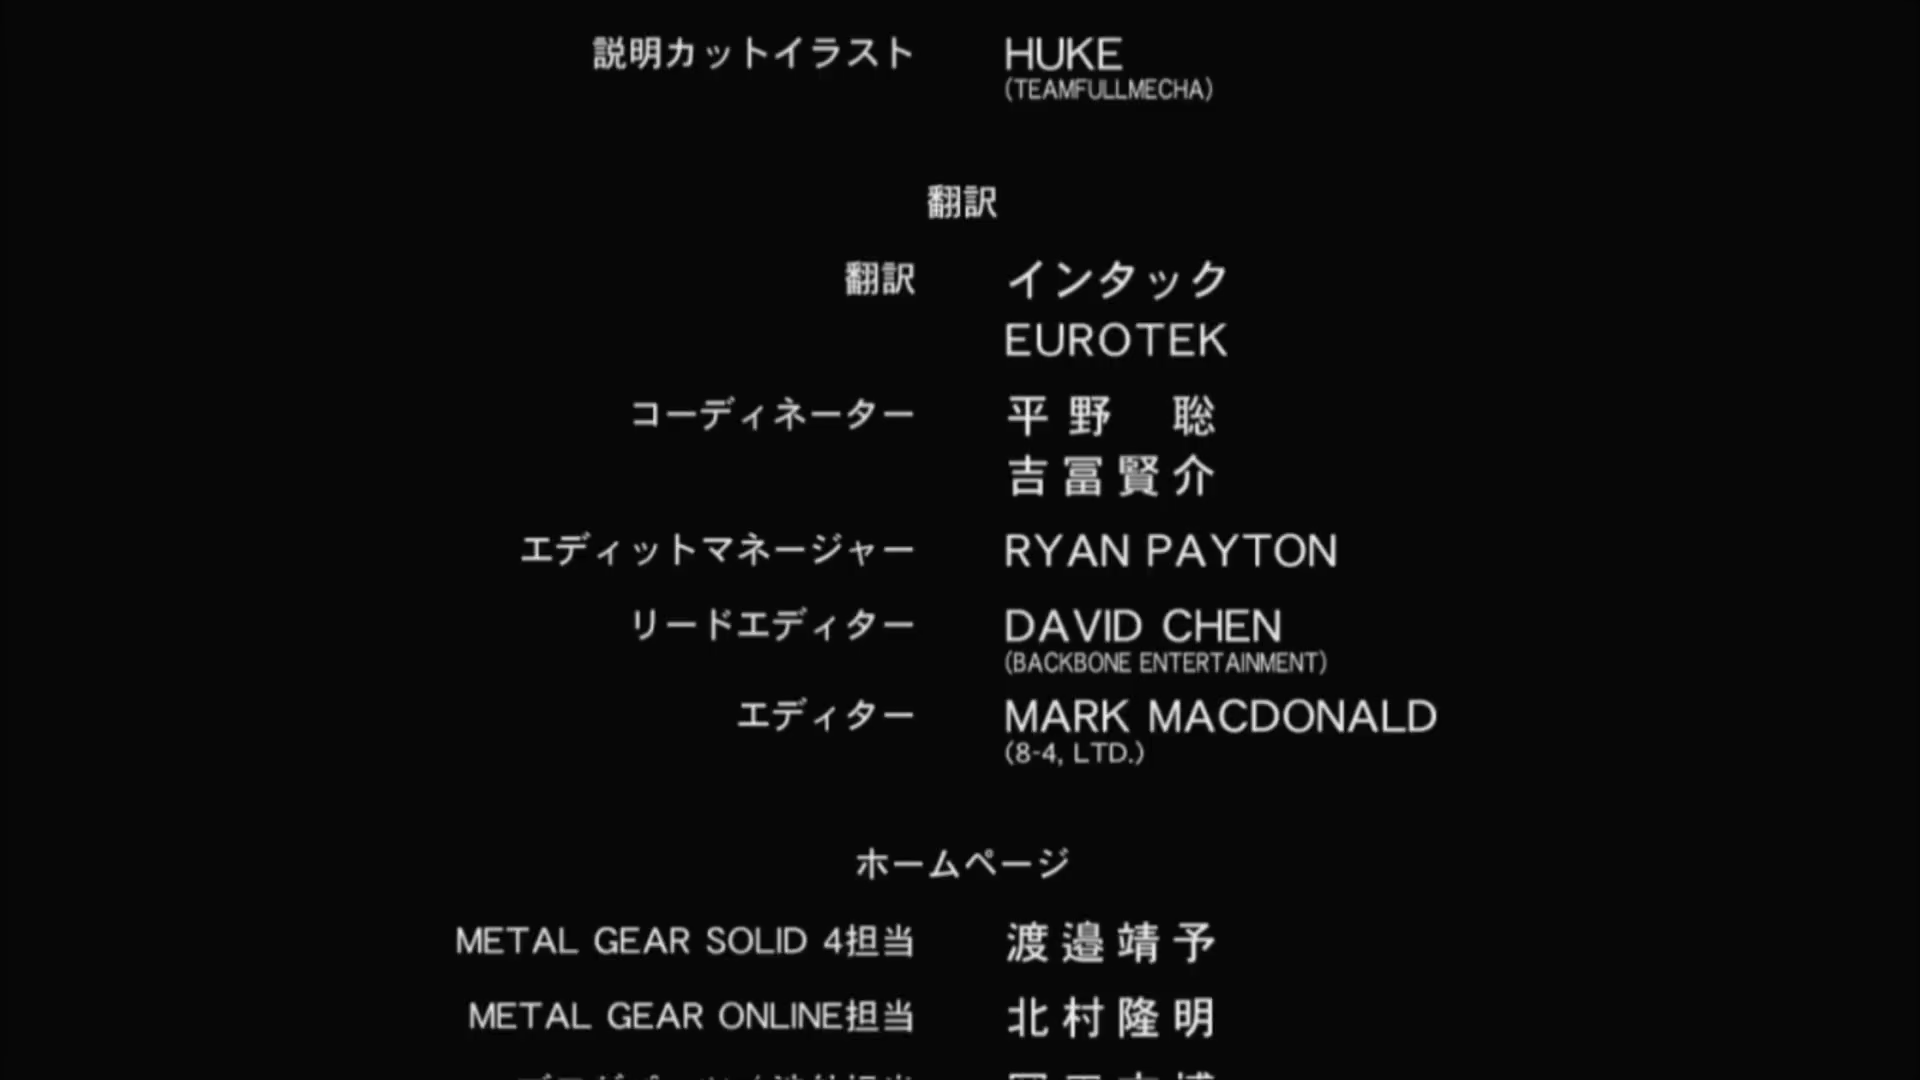 説明カットイラスト HUKE
(TEAMFULLMECHA)
翻訳
翻訳 インタック
EUROTEK
コーディネーター 平野 聡
吉冨賢介
エディットマネージャー RYAN PAYTON
リードエディター DAVID CHEN
(BACKBONE ENTERTAINMENT)
エディター MARK MACDONALD
(8-4, LTD.)
ホームページ
METAL GEAR SOLID 4担当 渡邉靖予
METAL GEAR ONLINE担当 北村隆明